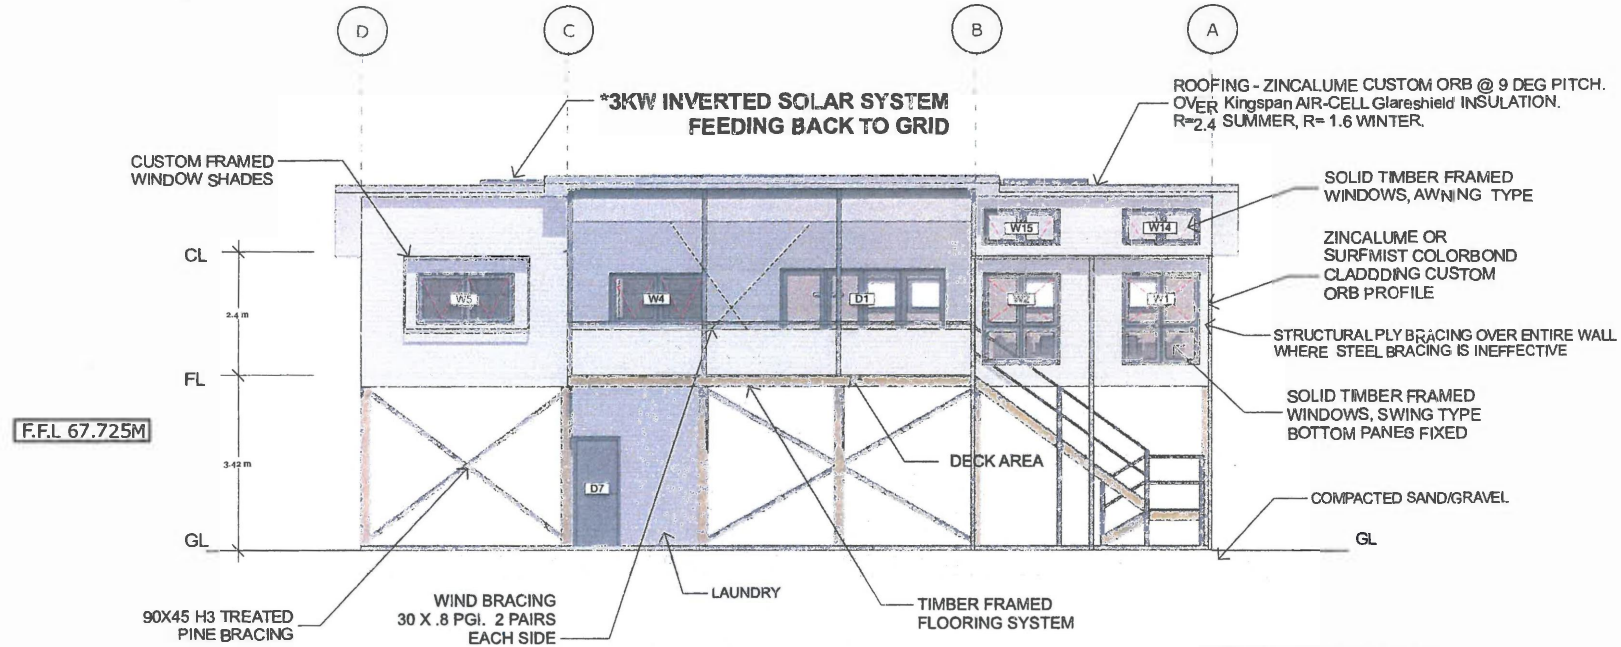 D
C
B
A
*3KW INVERTED SOLAR SYSTEM
FEEDING BACK TO GRID
ROOFING - ZINCALUME CUSTOM ORB @ 9 DEG PITCH.
OVER Kingspan AIR-CELL Glareshield INSULATION.
R=2.4 SUMMER, R= 1.6 WINTER.
CUSTOM FRAMED
WINDOW SHADES
SOLID TIMBER FRAMED
WINDOWS, AWNING TYPE
W15
W14
ZINCALUME OR
SURFMIST COLORBOND
CLADDDING CUSTOM
ORB PROFILE
CL
W5
W4
D1
W2
W1
2.4 m
STRUCTURAL PLY BRACING OVER ENTIRE WALL
WHERE STEEL BRACING IS INEFFECTIVE
FL
SOLID TIMBER FRAMED
WINDOWS, SWING TYPE
BOTTOM PANES FIXED
F.F.L 67.725M
3.42 m
DECK AREA
D7
COMPACTED SAND/GRAVEL
GL
GL
LAUNDRY
90X45 H3 TREATED
PINE BRACING
WIND BRACING
30 X .8 PGI. 2 PAIRS
EACH SIDE
TIMBER FRAMED
FLOORING SYSTEM